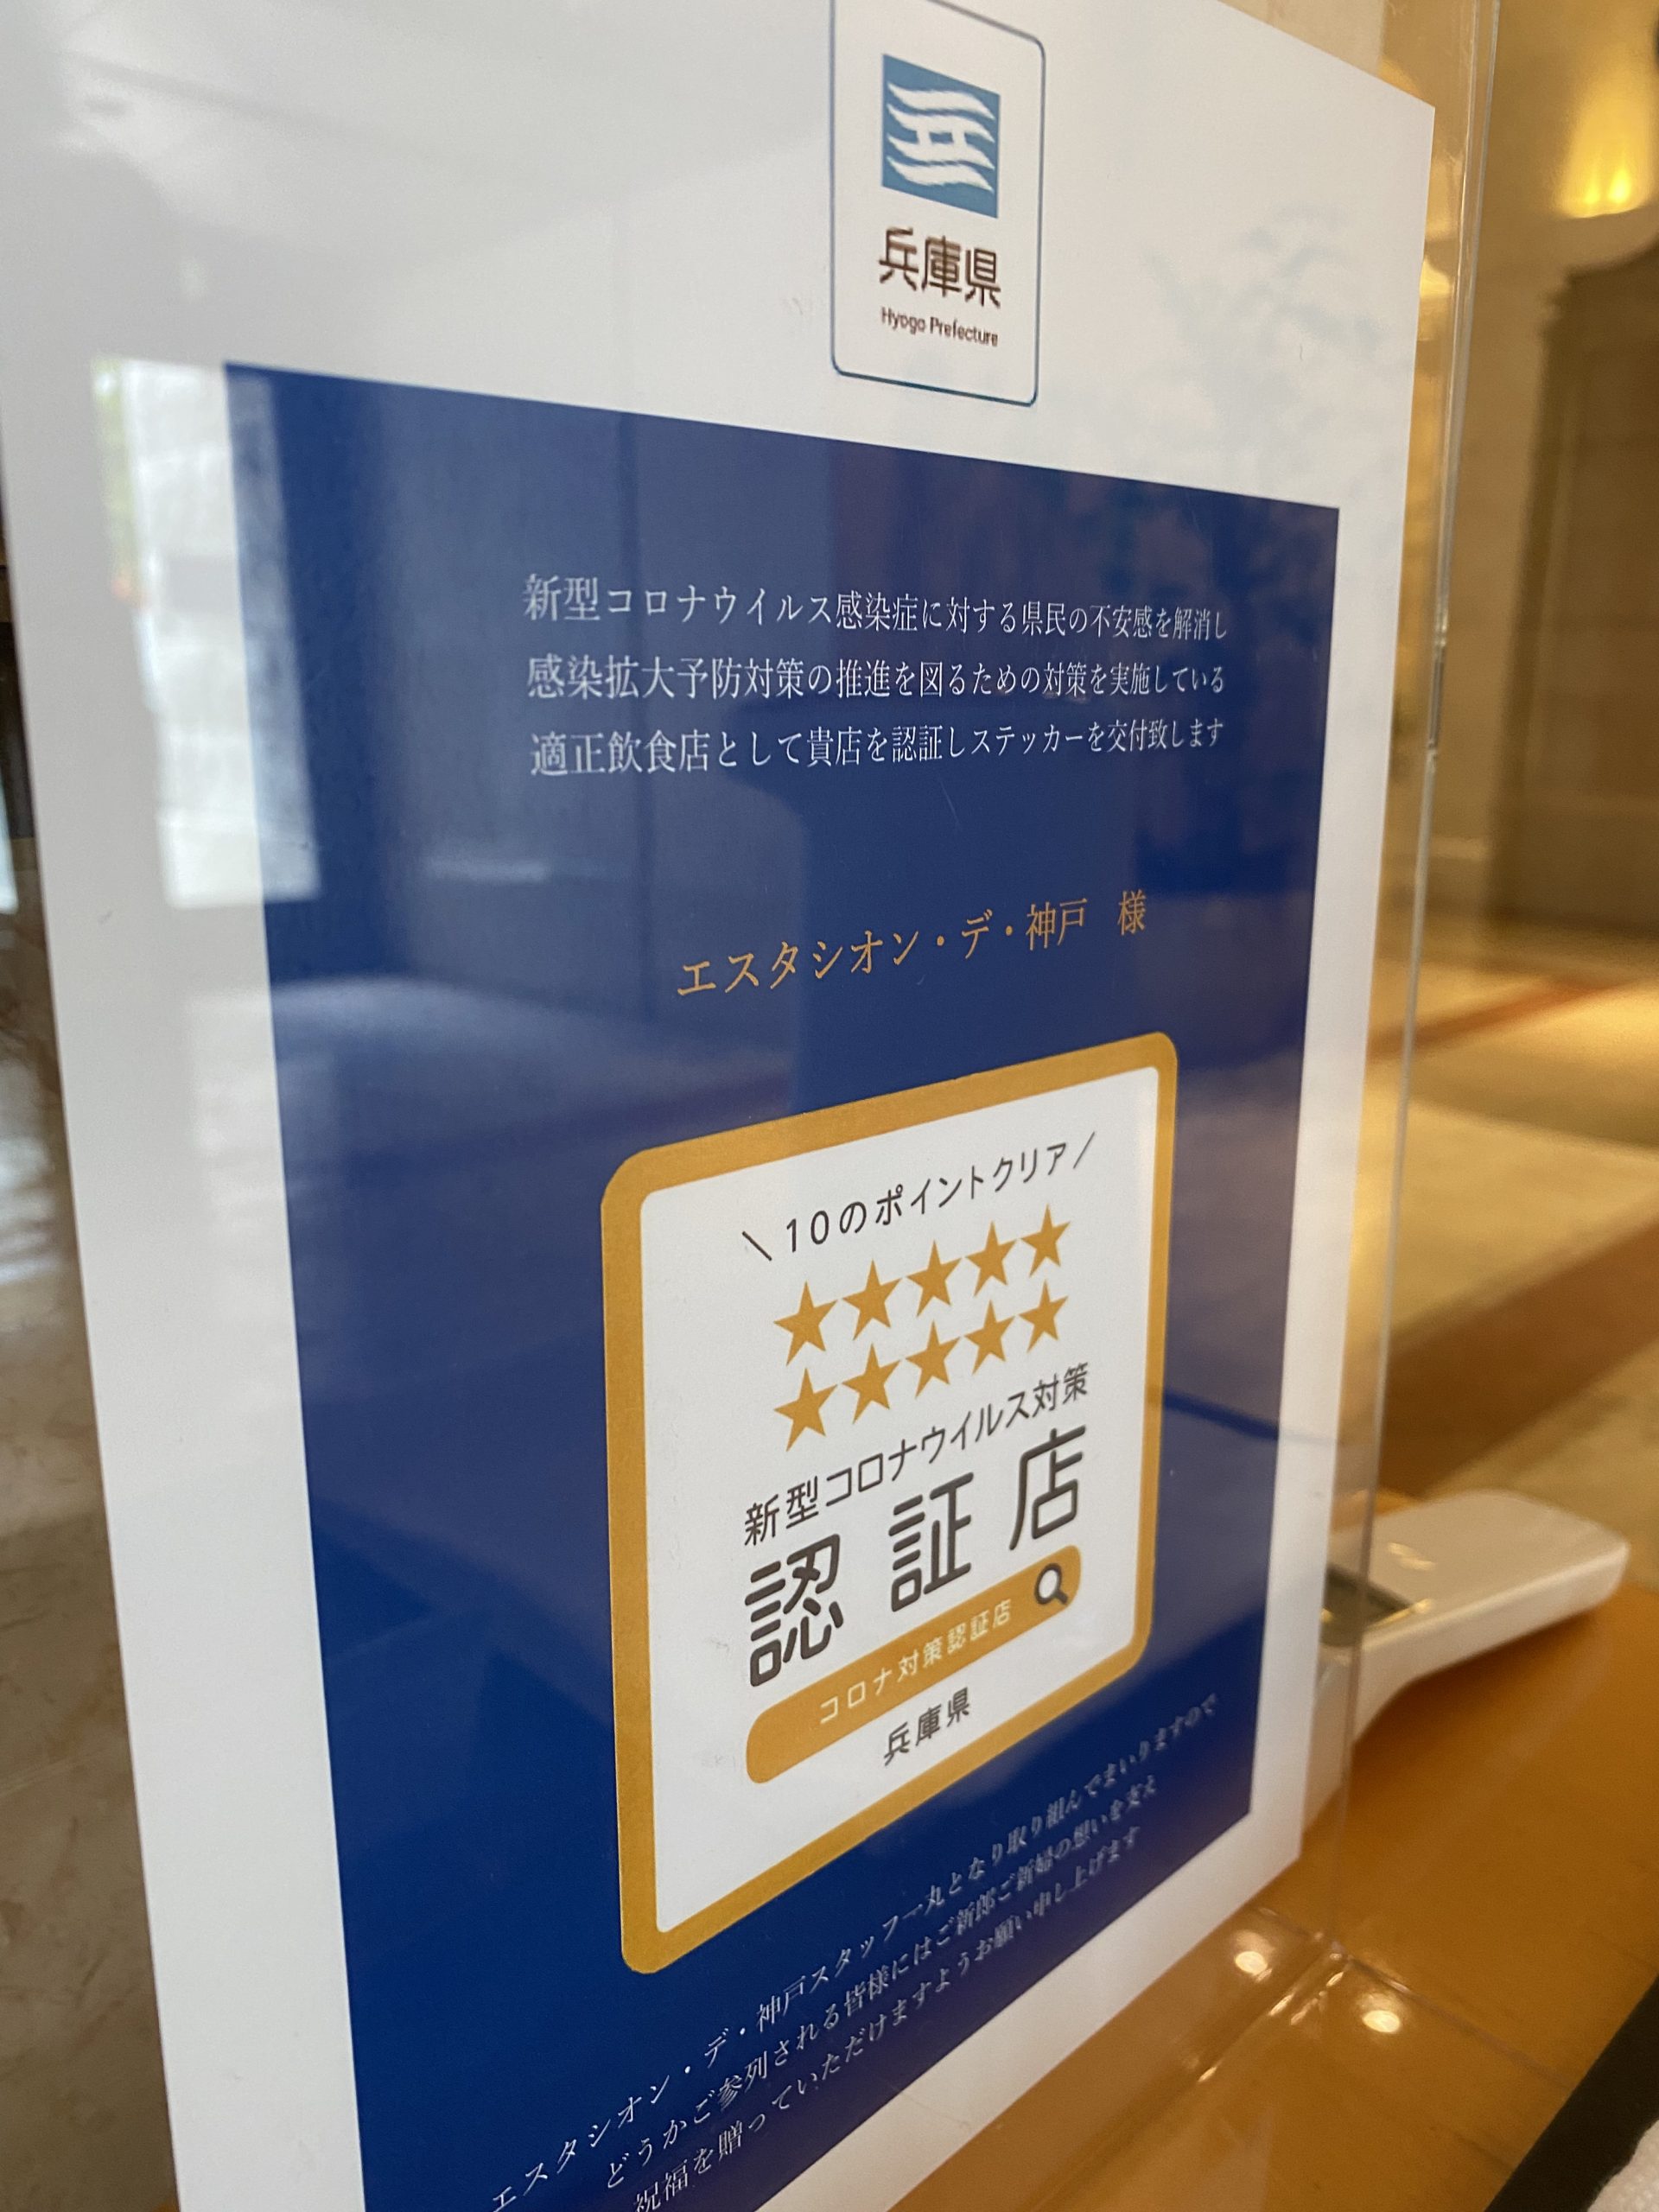 兵庫県
Hyogo Prefecture
新型コロナウイルス感染症に対する県民の不安感を解消し
感染拡大予防対策の推進を図るための対策を実施している
適正飲食店として貴店を認証しステッカーを交付致します
エスタシオン・デ・神戸 様
\10のポイントクリア/
新型コロナウイルス対策
認証店
コロナ対策認証店
兵庫県
エスタシオン・デ・神戸スタッフ一丸となり取り組んでまいりますので
どうかご参列される皆様にはご新郎ご新婦の想いを支え
祝福を贈っていただけますようお願い申し上げます